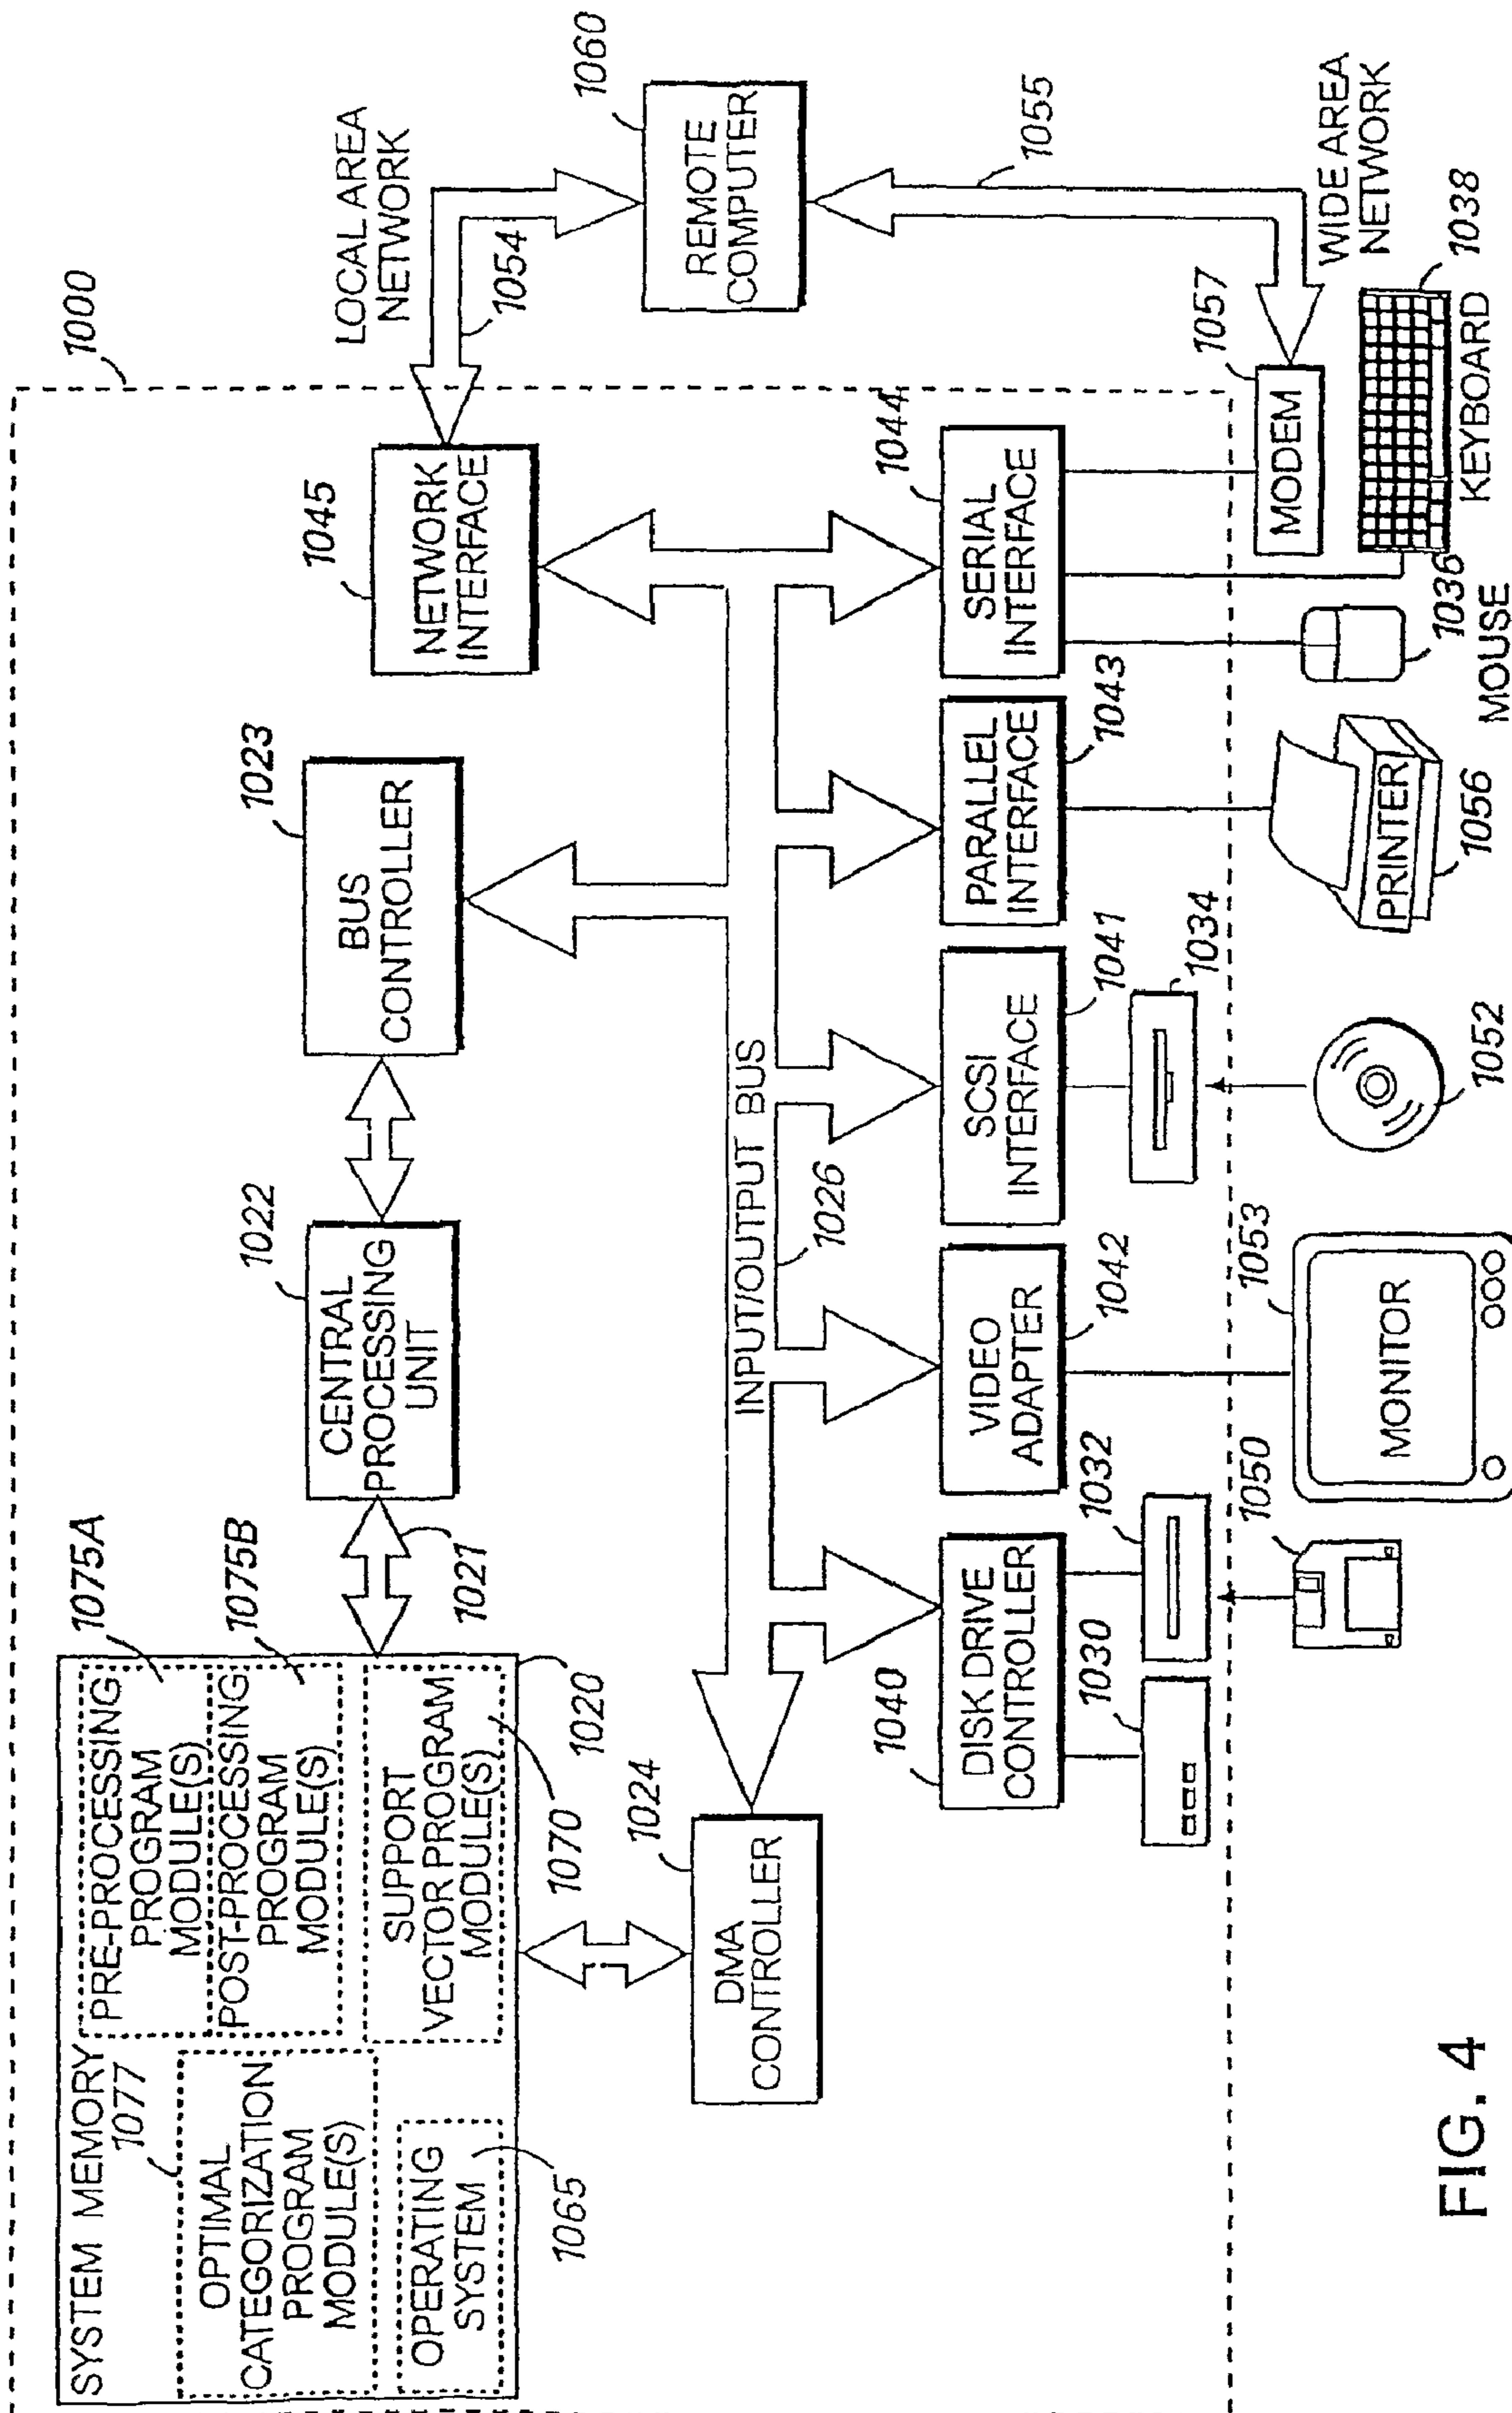 1000
SYSTEM MEMORY
1077
OPTIMAL
CATEGORIZATION
PROGRAM
MODULE(S)
OPERATING
SYSTEM
1065
PRE-PROCESSING
PROGRAM
MODULE(S)
1075A
POST-PROCESSING
PROGRAM
MODULE(S)
1075B
SUPPORT
VECTOR PROGRAM
MODULE(S)
1070
1020
1021
1022
CENTRAL
PROCESSING
UNIT
1023
BUS
CONTROLLER
1045
NETWORK
INTERFACE
LOCAL AREA
NETWORK
1054
1060
REMOTE
COMPUTER
1055
WIDE AREA
NETWORK
1024
DMA
CONTROLLER
INPUT/OUTPUT BUS
1026
1040
DISK DRIVE
CONTROLLER
VIDEO
ADAPTER
1042
SCSI
INTERFACE
1041
PARALLEL
INTERFACE
1043
SERIAL
INTERFACE
1044
1030
1032
1034
1057
MODEM
1050
MONITOR
1053
1052
PRINTER
1056
1036
MOUSE
1038
KEYBOARD
FIG. 4